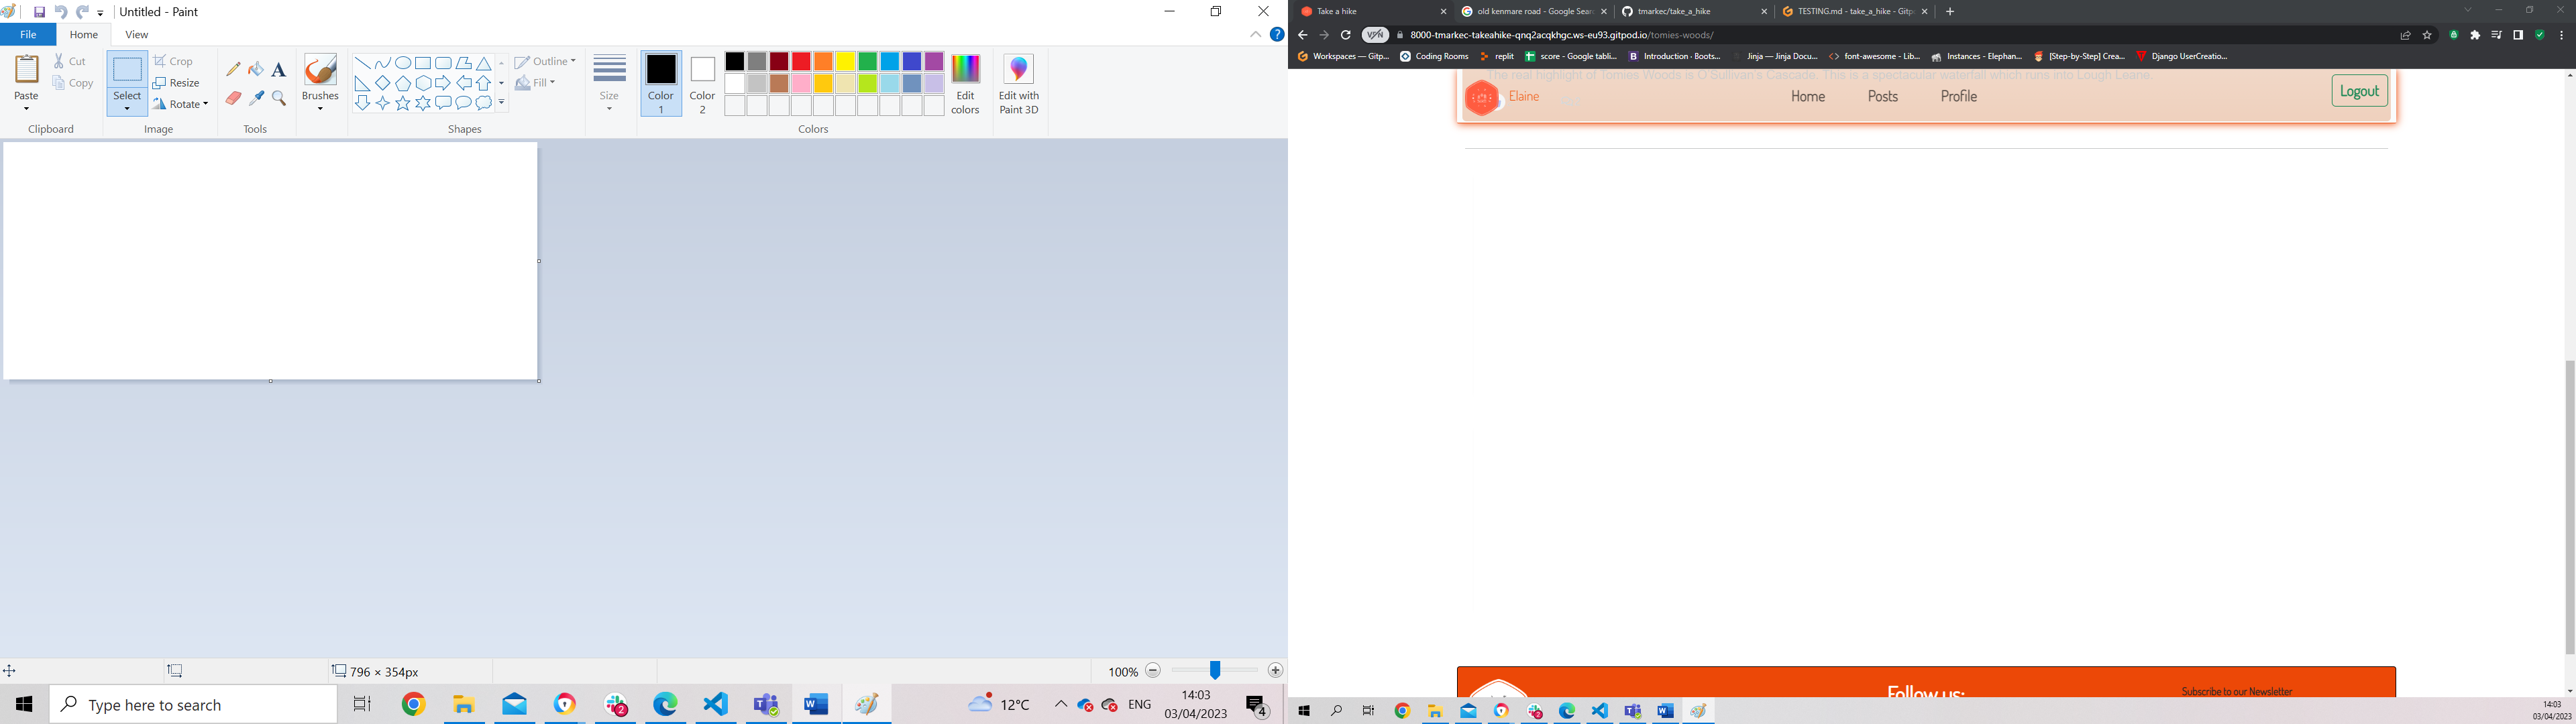 Untitled - Paint
File
Home
View
Paste
Cut
Copy
Clipboard
Select
Crop
Resize
Rotate
Image
Tools
Brushes
Shapes
Outline
Fill
Size
Color
1
Color
2
Colors
Edit
colors
Edit with
Paint 3D
796 × 354px
100%
Type here to search
12°C
ENG
14:03
03/04/2023
4
2
Take a hike
old kenmare road - Google Sear
tmarkec/take_a_hike
TESTING.md - take_a_hike - Gitp
VPN
8000-tmarkec-takeahike-qnq2acqkhgc.ws-eu93.gitpod.io/tomies-woods/
Workspaces — Gitp...
Coding Rooms
replit
score - Google tabli...
Introduction · Boots...
Jinja — Jinja Docu...
font-awesome - Lib...
Instances - Elephan...
[Step-by-Step] Crea...
Django UserCreatio...
The real highlight of Tomies Woods is O'Sullivan's Cascade. This is a spectacular waterfall which runs into Lough Leane.
Elaine
Home
Posts
Profile
Logout
Follow us:
Subscribe to our Newsletter
2
14:03
03/04/2023